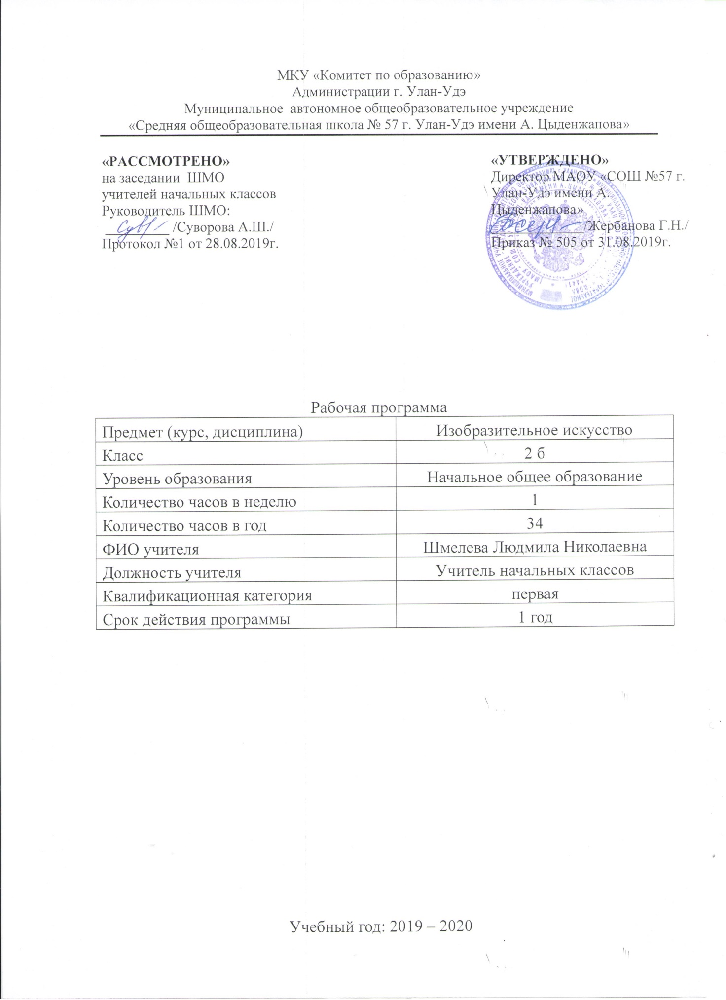 МКУ «Комитет по образованию»
Администрации г. Улан-Удэ
Муниципальное автономное общеобразовательное учреждение
«Средняя общеобразовательная школа № 57 г. Улан-Удэ имени А. Цыденжапова»
«РАССМОТРЕНО»
на заседании ШМО
учителей начальных классов
Руководитель ШМО:
_________ /Суворова А.Ш./
Протокол №1 от 28.08.2019г.
«УТВЕРЖДЕНО»
Директор МАОУ «СОШ №57 г.
Улан-Удэ имени А.
Цыденжапова»
_____________/Жербанова Г.Н./
Приказ № 505 от 31.08.2019г.
Рабочая программа
Предмет (курс, дисциплина) Изобразительное искусство
Класс 2 б
Уровень образования Начальное общее образование
Количество часов в неделю 1
Количество часов в год 34
ФИО учителя Шмелева Людмила Николаевна
Должность учителя Учитель начальных классов
Квалификационная категория первая
Срок действия программы 1 год
Учебный год: 2019 – 2020